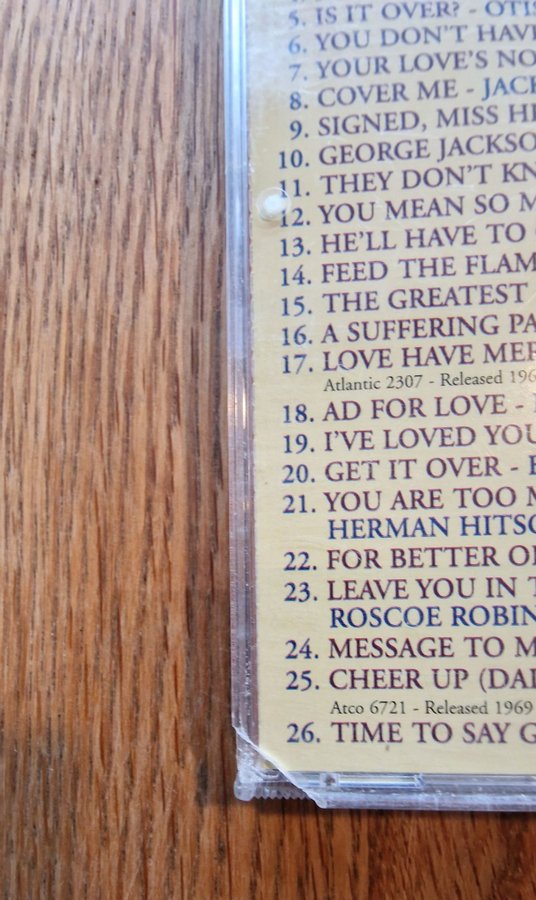 5. IS IT OVER? - OTIS
6. YOU DON'T HAVE
7. YOUR LOVE'S NO
8. COVER ME - JACK
9. SIGNED, MISS HE
10. GEORGE JACKSO
11. THEY DON'T KN
12. YOU MEAN SO M
13. HE'LL HAVE TO
14. FEED THE FLAM
15. THE GREATEST
16. A SUFFERING PA
17. LOVE HAVE MER
Atlantic 2307 - Released 196
18. AD FOR LOVE -
19. I'VE LOVED YOU
20. GET IT OVER -
21. YOU ARE TOO M
HERMAN HITSO
22. FOR BETTER O
23. LEAVE YOU IN T
ROSCOE ROBIN
24. MESSAGE TO M
25. CHEER UP (DAD
Atco 6721 - Released 1969
26. TIME TO SAY G